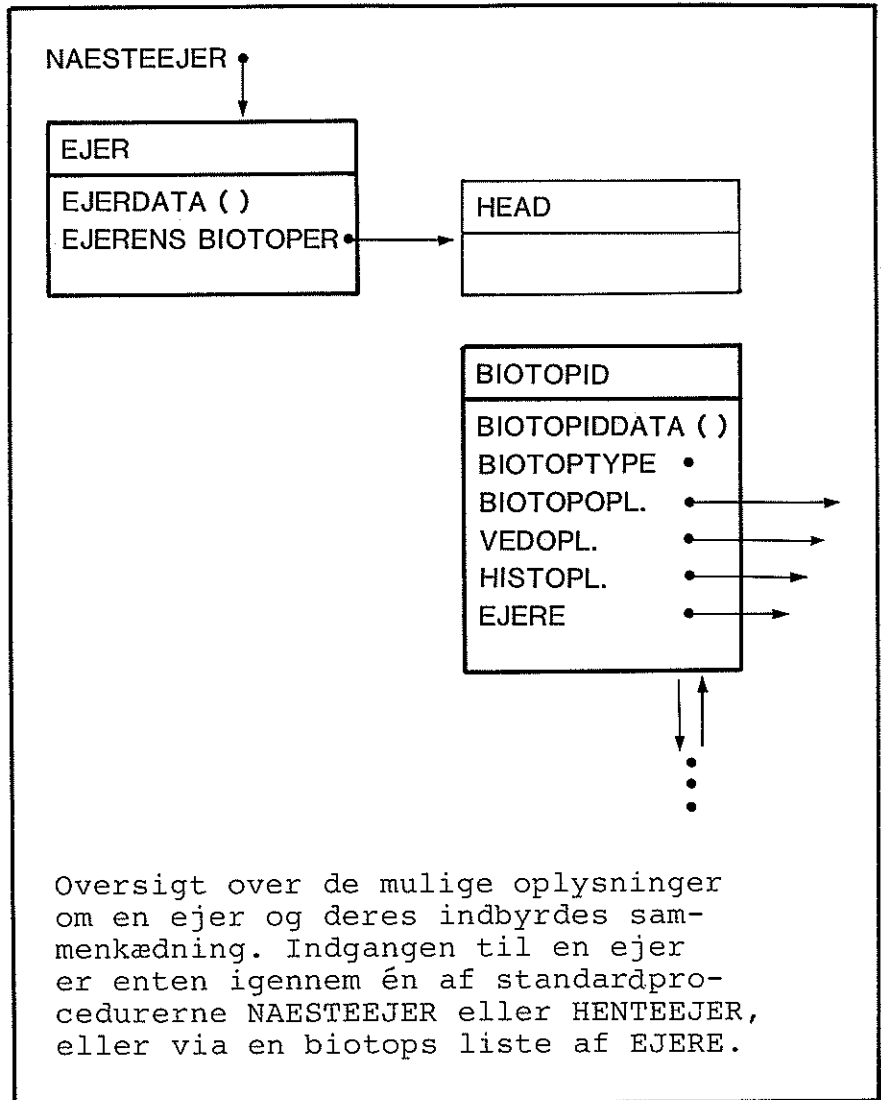 NAESTEEJER
EJER
EJERDATA ( )
EJERENS BIOTOPER
HEAD
BIOTOPID
BIOTOPIDDATA ( )
BIOTOPTYPE
BIOTOPOPL.
VEDOPL.
HISTOPL.
EJERE
Oversigt over de mulige oplysninger
om en ejer og deres indbyrdes sam-
menkædning. Indgangen til en ejer
er enten igennem én af standardpro-
cedurerne NAESTEEJER eller HENTEEJER,
eller via en biotops liste af EJERE.